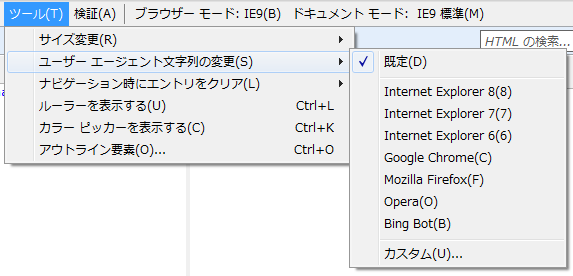 ツール(T) 検証(A) ブラウザー モード: IE9(B) ドキュメント モード: IE9 標準(M)
HTML の検索...
サイズ変更(R)
ユーザー エージェント文字列の変更(S)
ナビゲーション時にエントリをクリア(L)
ルーラーを表示する(U) Ctrl+L
カラー ピッカーを表示する(C) Ctrl+K
アウトライン要素(O)... Ctrl+O
既定(D)
Internet Explorer 8(8)
Internet Explorer 7(7)
Internet Explorer 6(6)
Google Chrome(C)
Mozilla Firefox(F)
Opera(O)
Bing Bot(B)
カスタム(U)...